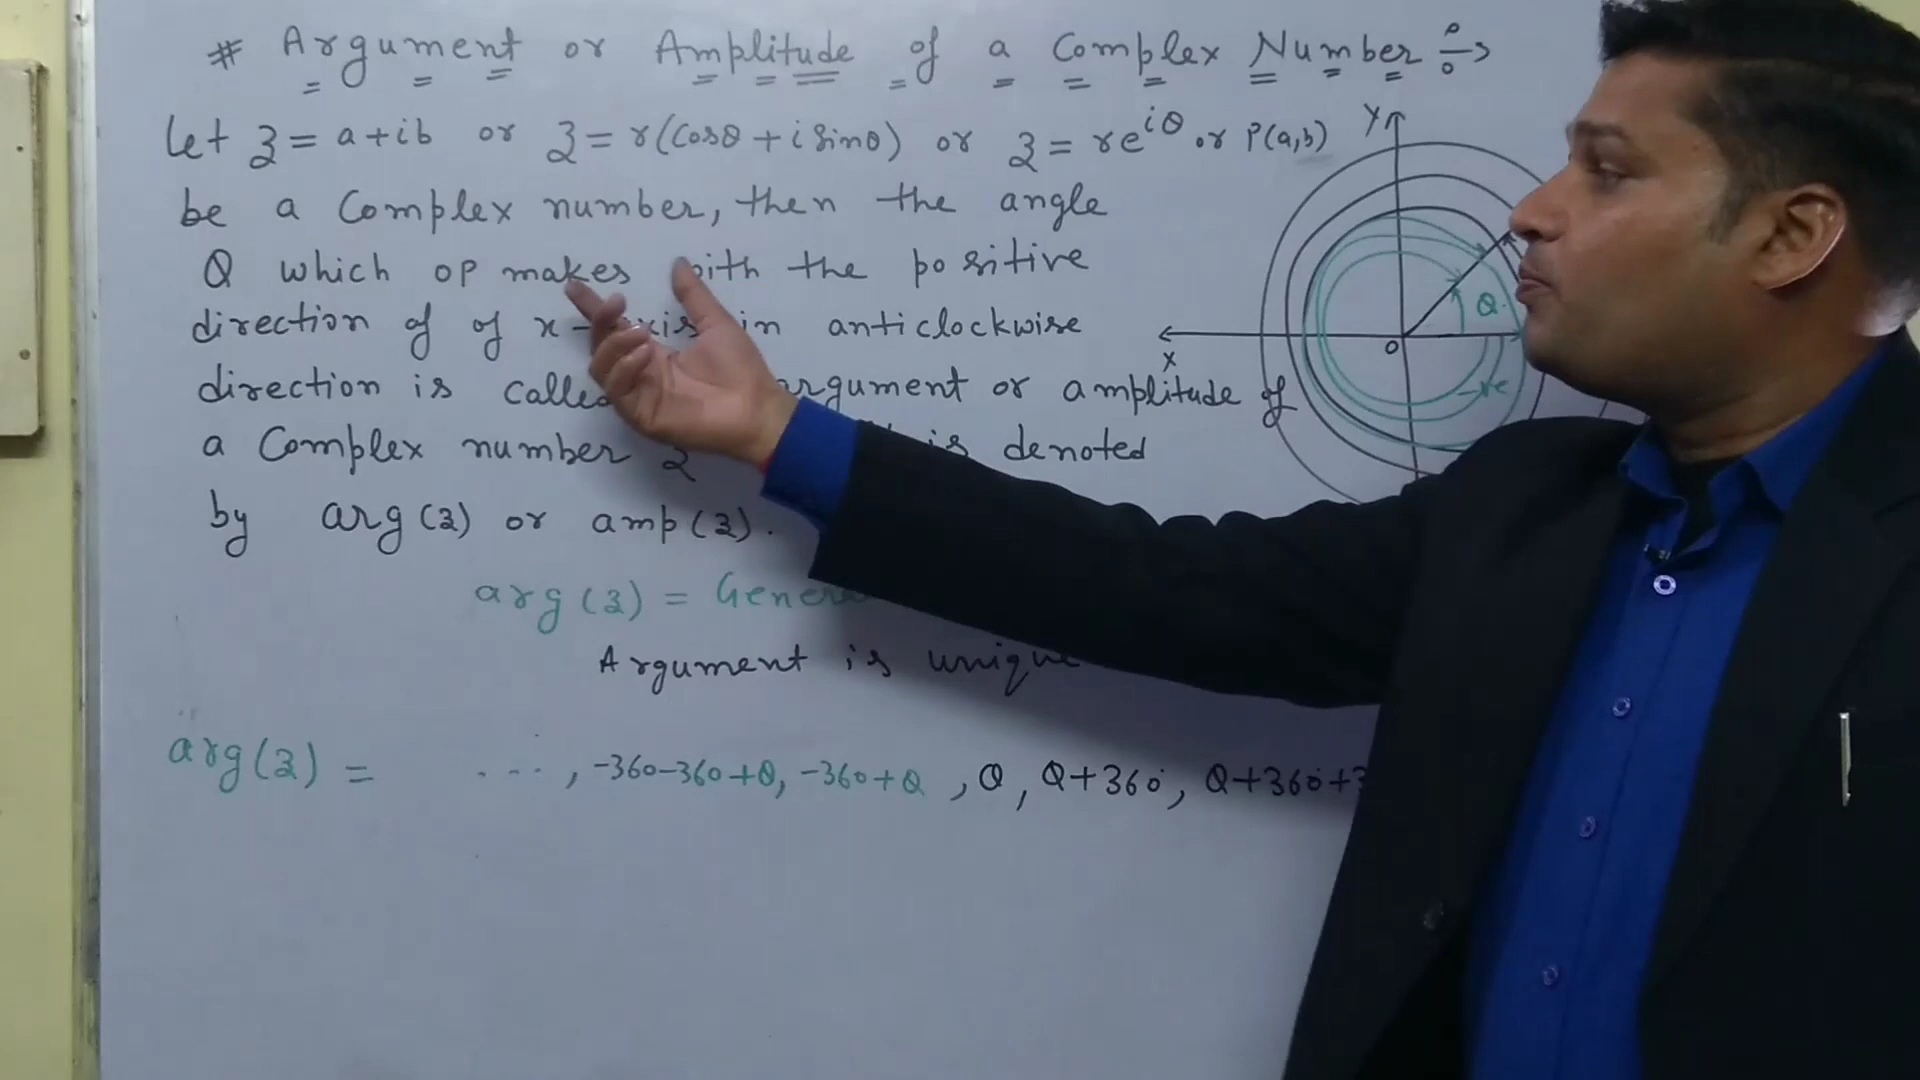 # Argument or Amplitude of a Complex Number :→
Let z = a+ib or z = r(Cosθ + i Sinθ) or z = re^{iθ} or P(a,b)
be a Complex number, then the angle
θ which op makes with the positive
direction of of x-axis in anticlockwise
direction is called argument or amplitude of
a Complex number z is denoted
by arg(z) or amp(z).
arg(z) =
Argument is
arg(z) = ...., -360-360+θ, -360+θ, θ, θ+360, θ+360+
Y
X
O
θ
-ve